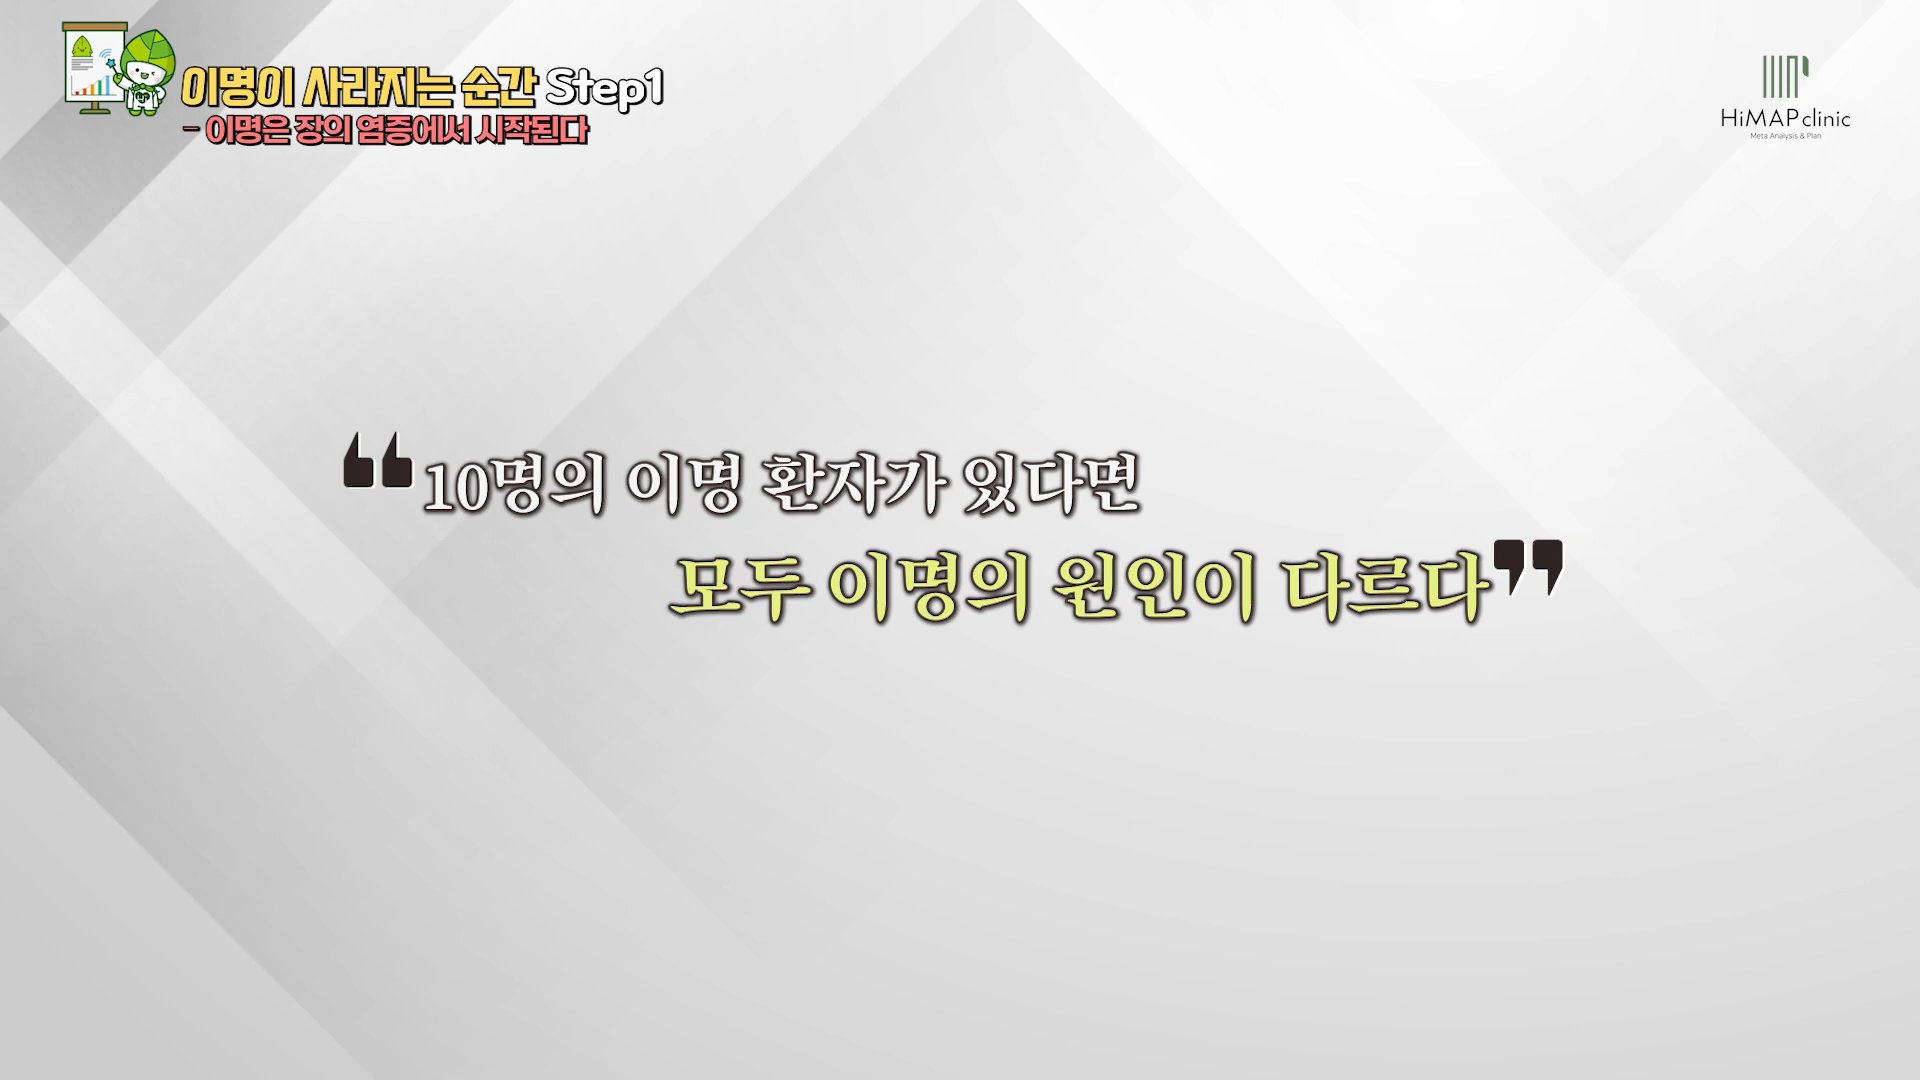 이명이 사라지는 순간 Step1
- 이명은 장의 염증에서 시작된다
HiMAP clinic
Meta Analysis & Plan
“10명의 이명 환자가 있다면
모두 이명의 원인이 다르다”